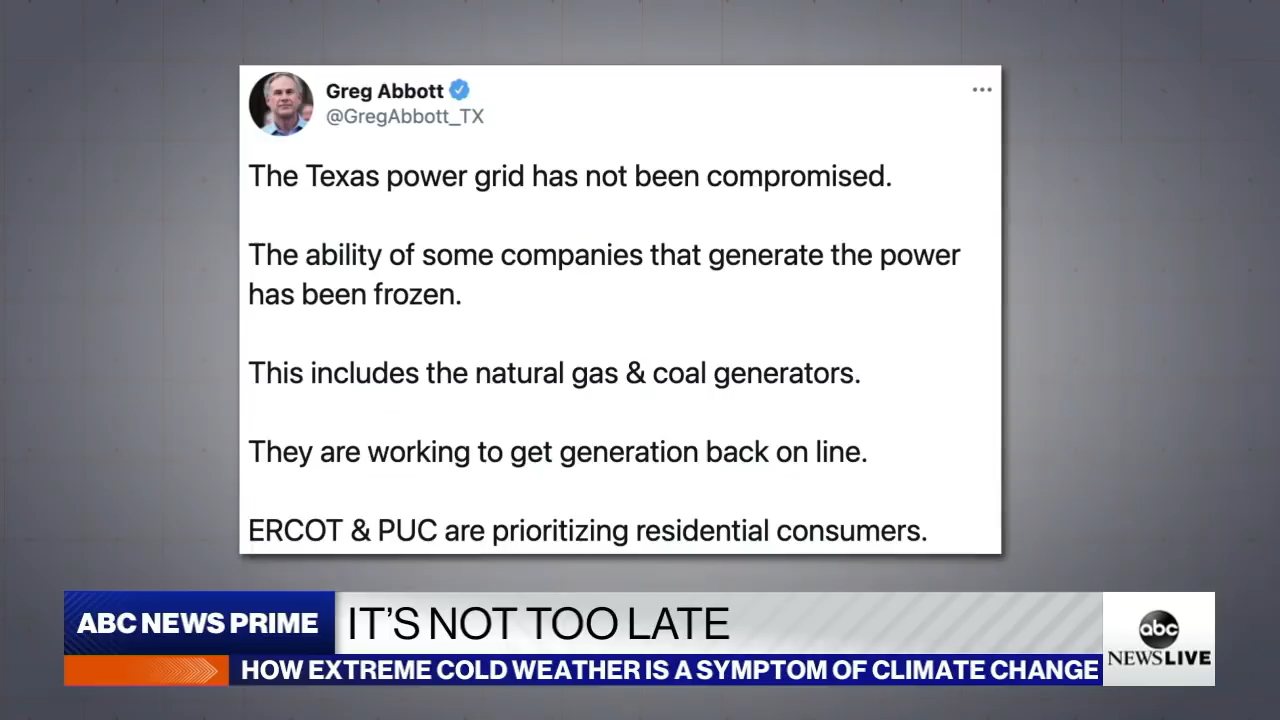 Greg Abbott
@GregAbbott_TX
The Texas power grid has not been compromised.
The ability of some companies that generate the power
has been frozen.
This includes the natural gas & coal generators.
They are working to get generation back on line.
ERCOT & PUC are prioritizing residential consumers.
ABC NEWS PRIME
IT'S NOT TOO LATE
HOW EXTREME COLD WEATHER IS A SYMPTOM OF CLIMATE CHANGE
abc
NEWSLIVE